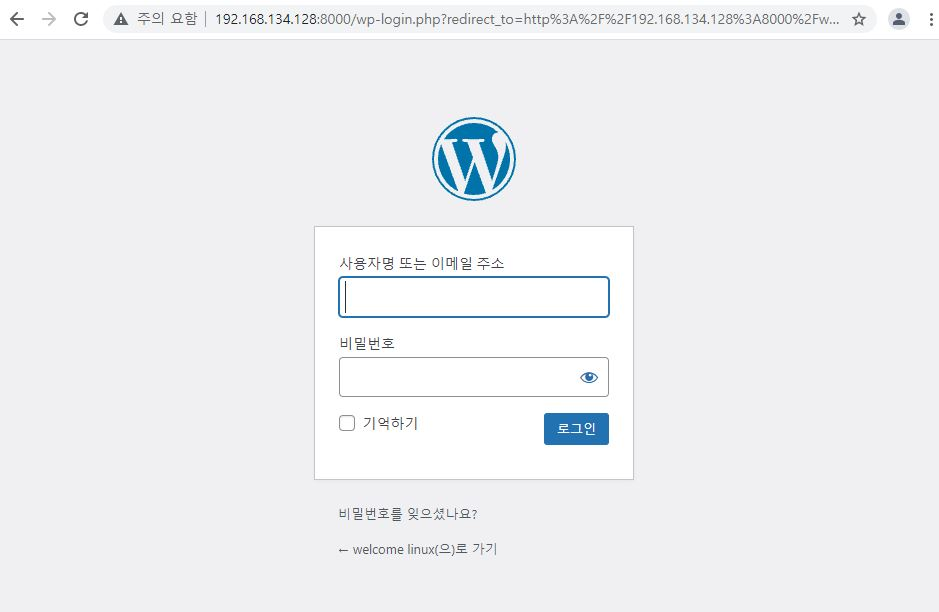 주의 요함 | 192.168.134.128:8000/wp-login.php?redirect_to=http%3A%2F%2F192.168.134.128%3A8000%2Fw...
사용자명 또는 이메일 주소
비밀번호
기억하기
로그인
비밀번호를 잊으셨나요?
← welcome linux(으)로 가기